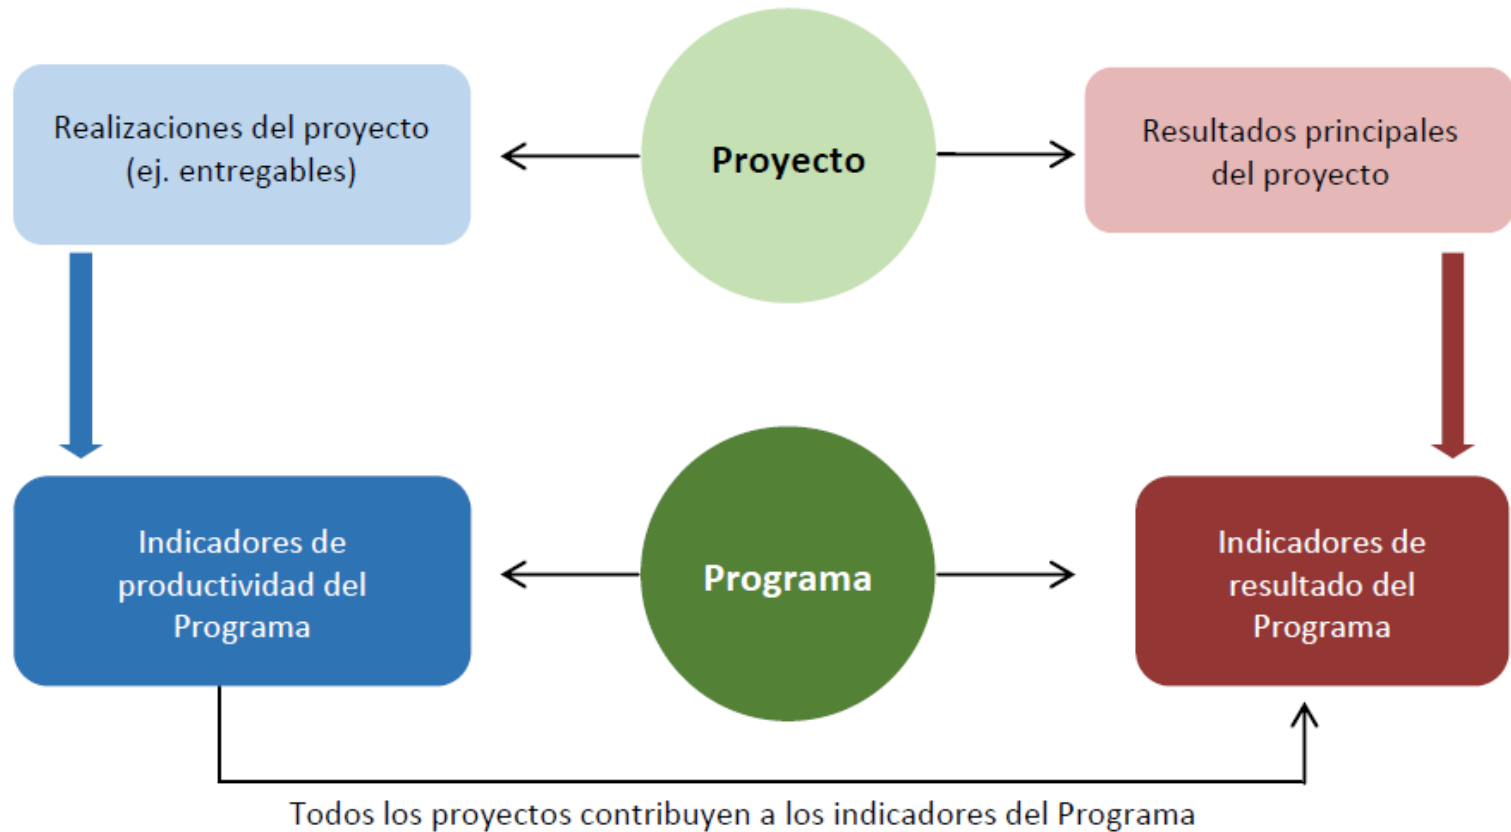 Realizaciones del proyecto
(ej. entregables)
Proyecto
Resultados principales
del proyecto
Indicadores de
productividad del
Programa
Programa
Indicadores de
resultado del
Programa
Todos los proyectos contribuyen a los indicadores del Programa